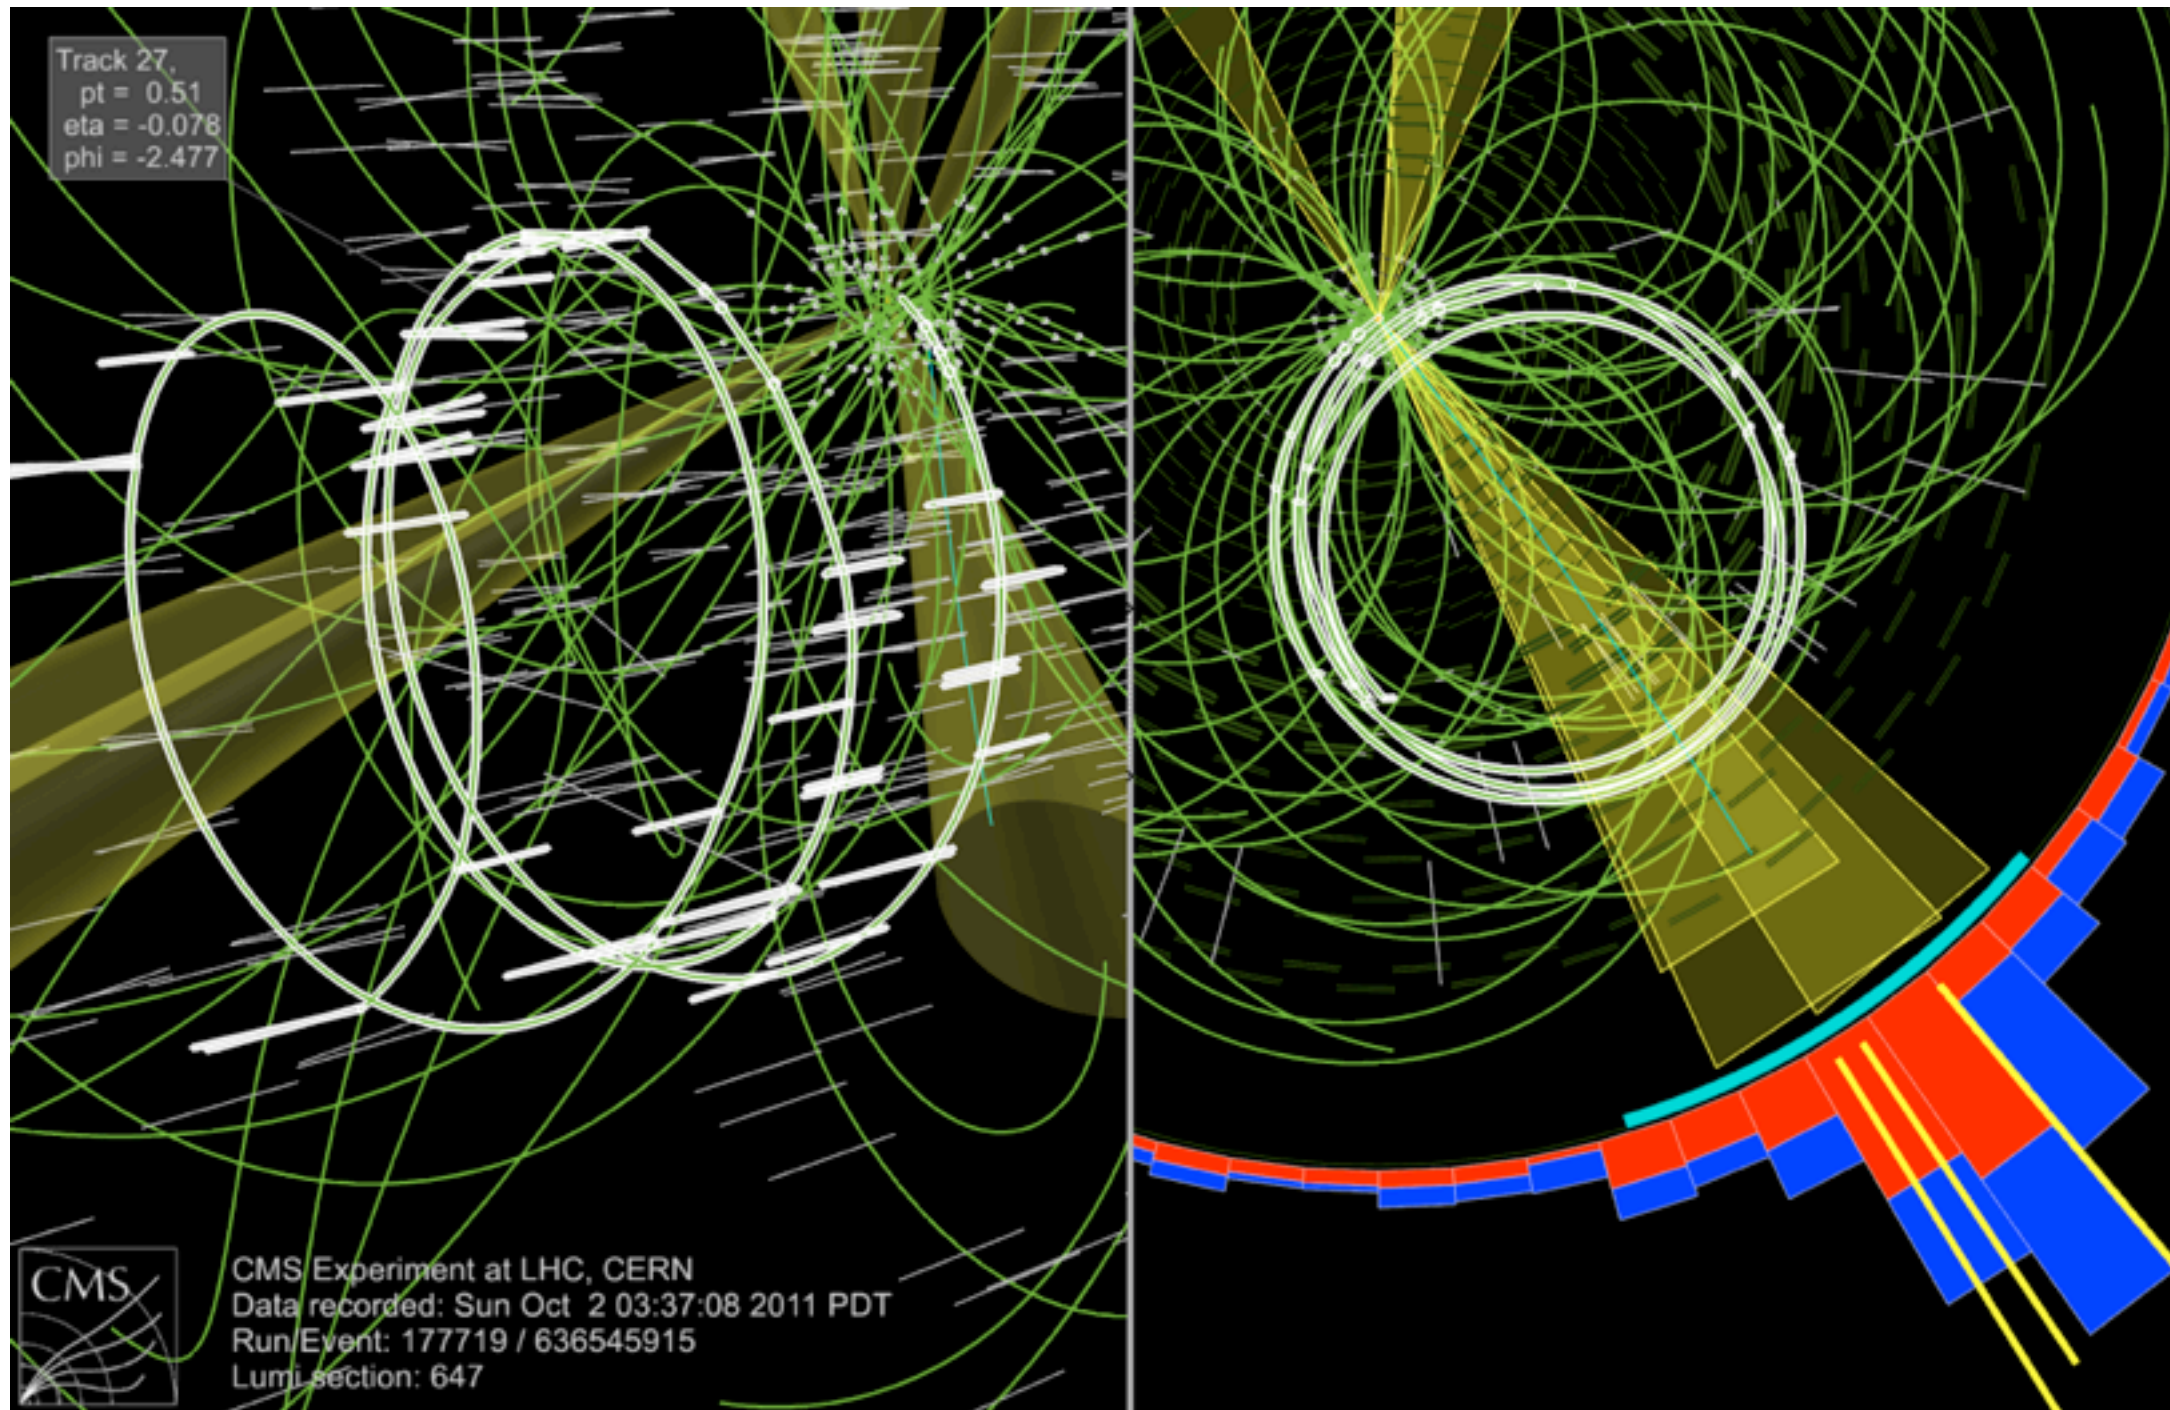 Track 27,
pt = 0.51
eta = -0.078
phi = -2.477
CMS
CMS Experiment at LHC, CERN
Data recorded: Sun Oct 2 03:37:08 2011 PDT
Run/Event: 177719 / 636545915
Lumi section: 647